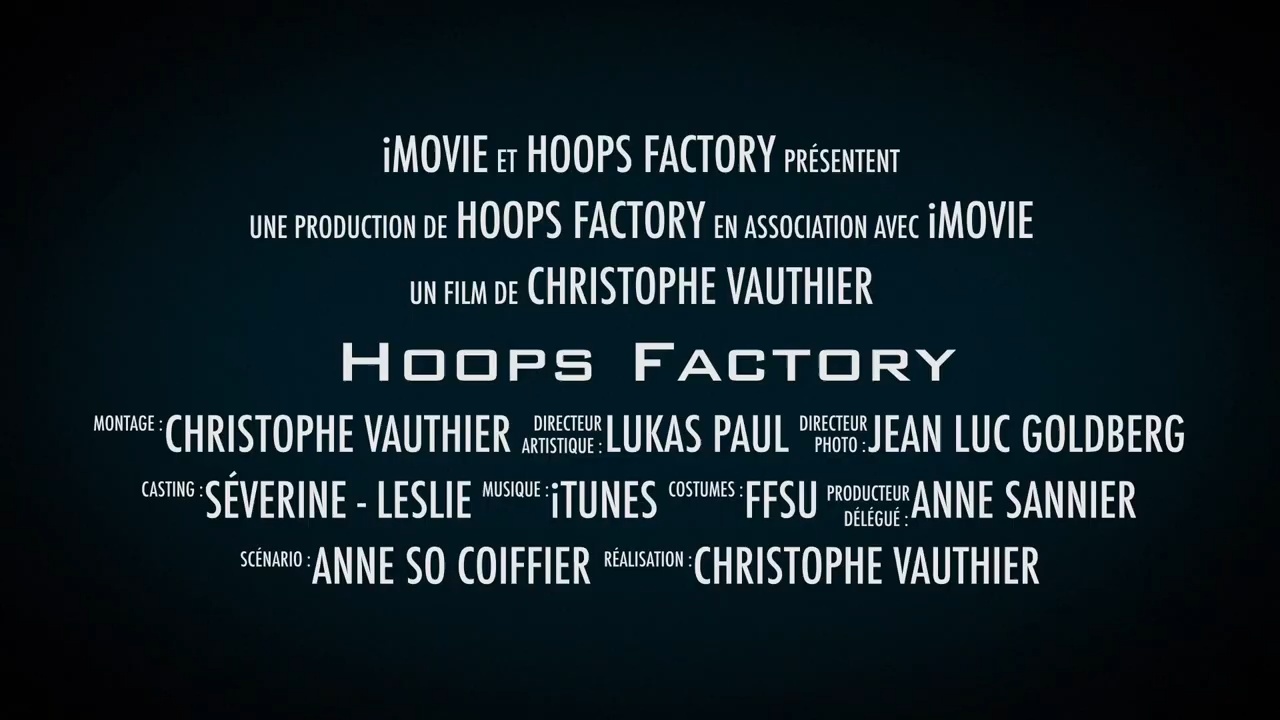 iMOVIE ET HOOPS FACTORY PRÉSENTENT
UNE PRODUCTION DE HOOPS FACTORY EN ASSOCIATION AVEC iMOVIE
UN FILM DE CHRISTOPHE VAUTHIER
HOOPS FACTORY
MONTAGE : CHRISTOPHE VAUTHIER DIRECTEUR ARTISTIQUE : LUKAS PAUL DIRECTEUR PHOTO : JEAN LUC GOLDBERG
CASTING : SÉVERINE - LESLIE MUSIQUE : iTUNES COSTUMES : FFSU PRODUCTEUR DÉLÉGUÉ : ANNE SANNIER
SCÉNARIO : ANNE SO COIFFIER RÉALISATION : CHRISTOPHE VAUTHIER